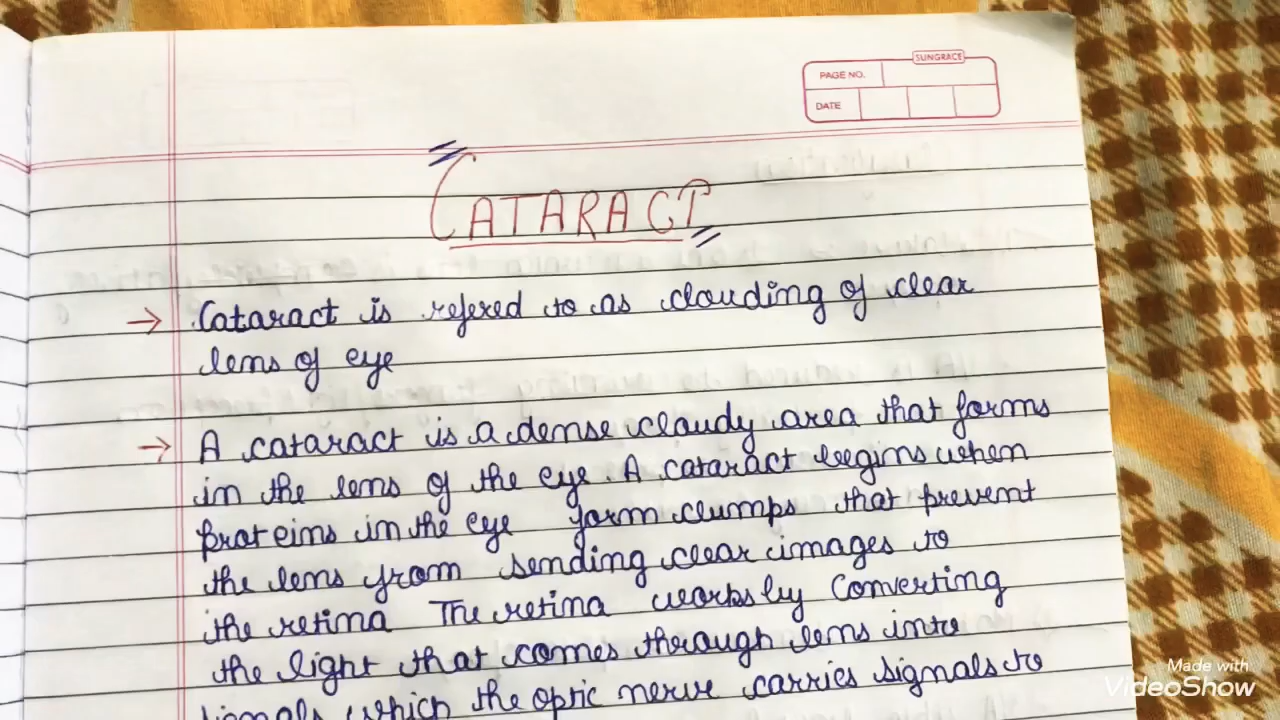 SUNGRACE
PAGE NO.
DATE
CATARACT
→ Cataract is refered to as clouding of clear
lens of eye
→ A cataract is a dense cloudy area that forms
in the lens of the eye. A cataract begins when
proteins in the eye form clumps that prevent
the lens from sending clear images to
the retina The retina works by converting
the light that comes through lens into
signals which the optic nerve carries signals to
Made with
VideoShow